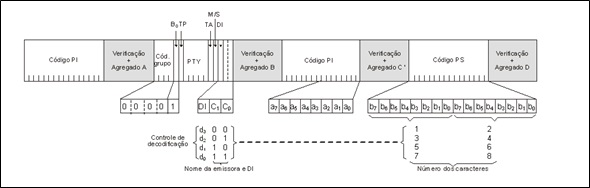 M/S
B₀ TP TA DI
Código PI
Verificação + Agregado A
Cód. grupo
PTY
Verificação + Agregado B
Código PI
Verificação + Agregado C'
Código PS
Verificação + Agregado D
0 0 0 0 1
DI C₁ C₀
a₇ a₆ a₅ a₄ a₃ a₂ a₁ a₀
b₇ b₆ b₅ b₄ b₃ b₂ b₁ b₀ b₇ b₆ b₅ b₄ b₃ b₂ b₁ b₀
Controle de decodificação
d₃ 0 0
d₂ 0 1
d₁ 1 0
d₀ 1 1
1 2
3 4
5 6
7 8
Nome da emissora e DI
Número dos caracteres